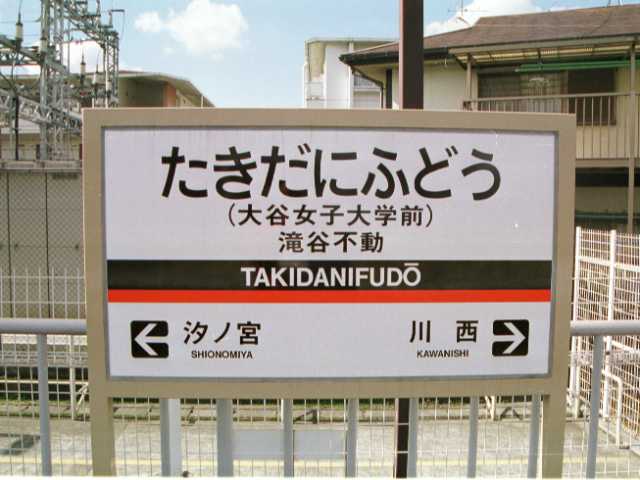 たきだにふどう
（大谷女子大学前）
滝谷不動
TAKIDANIFUDŌ
汐ノ宮 川西
SHIONOMIYA KAWANISHI